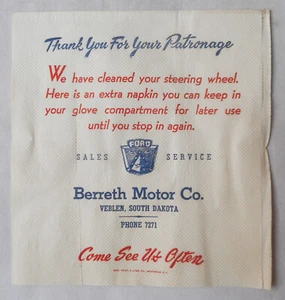 Thank You For Your Patronage
We have cleaned your steering wheel.
Here is an extra napkin you can keep in
your glove compartment for later use
until you stop in again.
FORD
SALES SERVICE
Berreth Motor Co.
VEBLEN, SOUTH DAKOTA
PHONE 7271
Come See Us Often